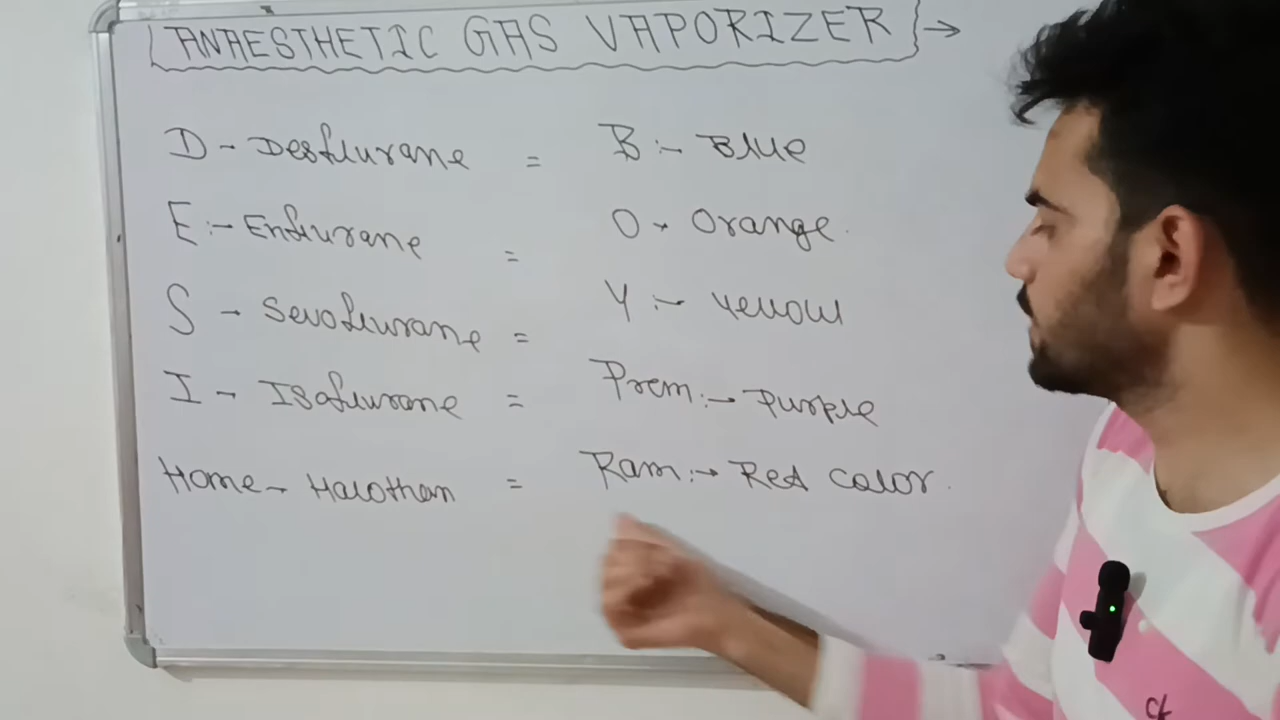 ANAESTHETIC GAS VAPORIZER →
D - Desflurane = B :- Blue
E :- Enflurane = O → Orange.
S - Sevoflurane = Y :- Yellow
I - Isoflurane = Prem :→ Purple
Home → Halothan = Ram :→ Red color.